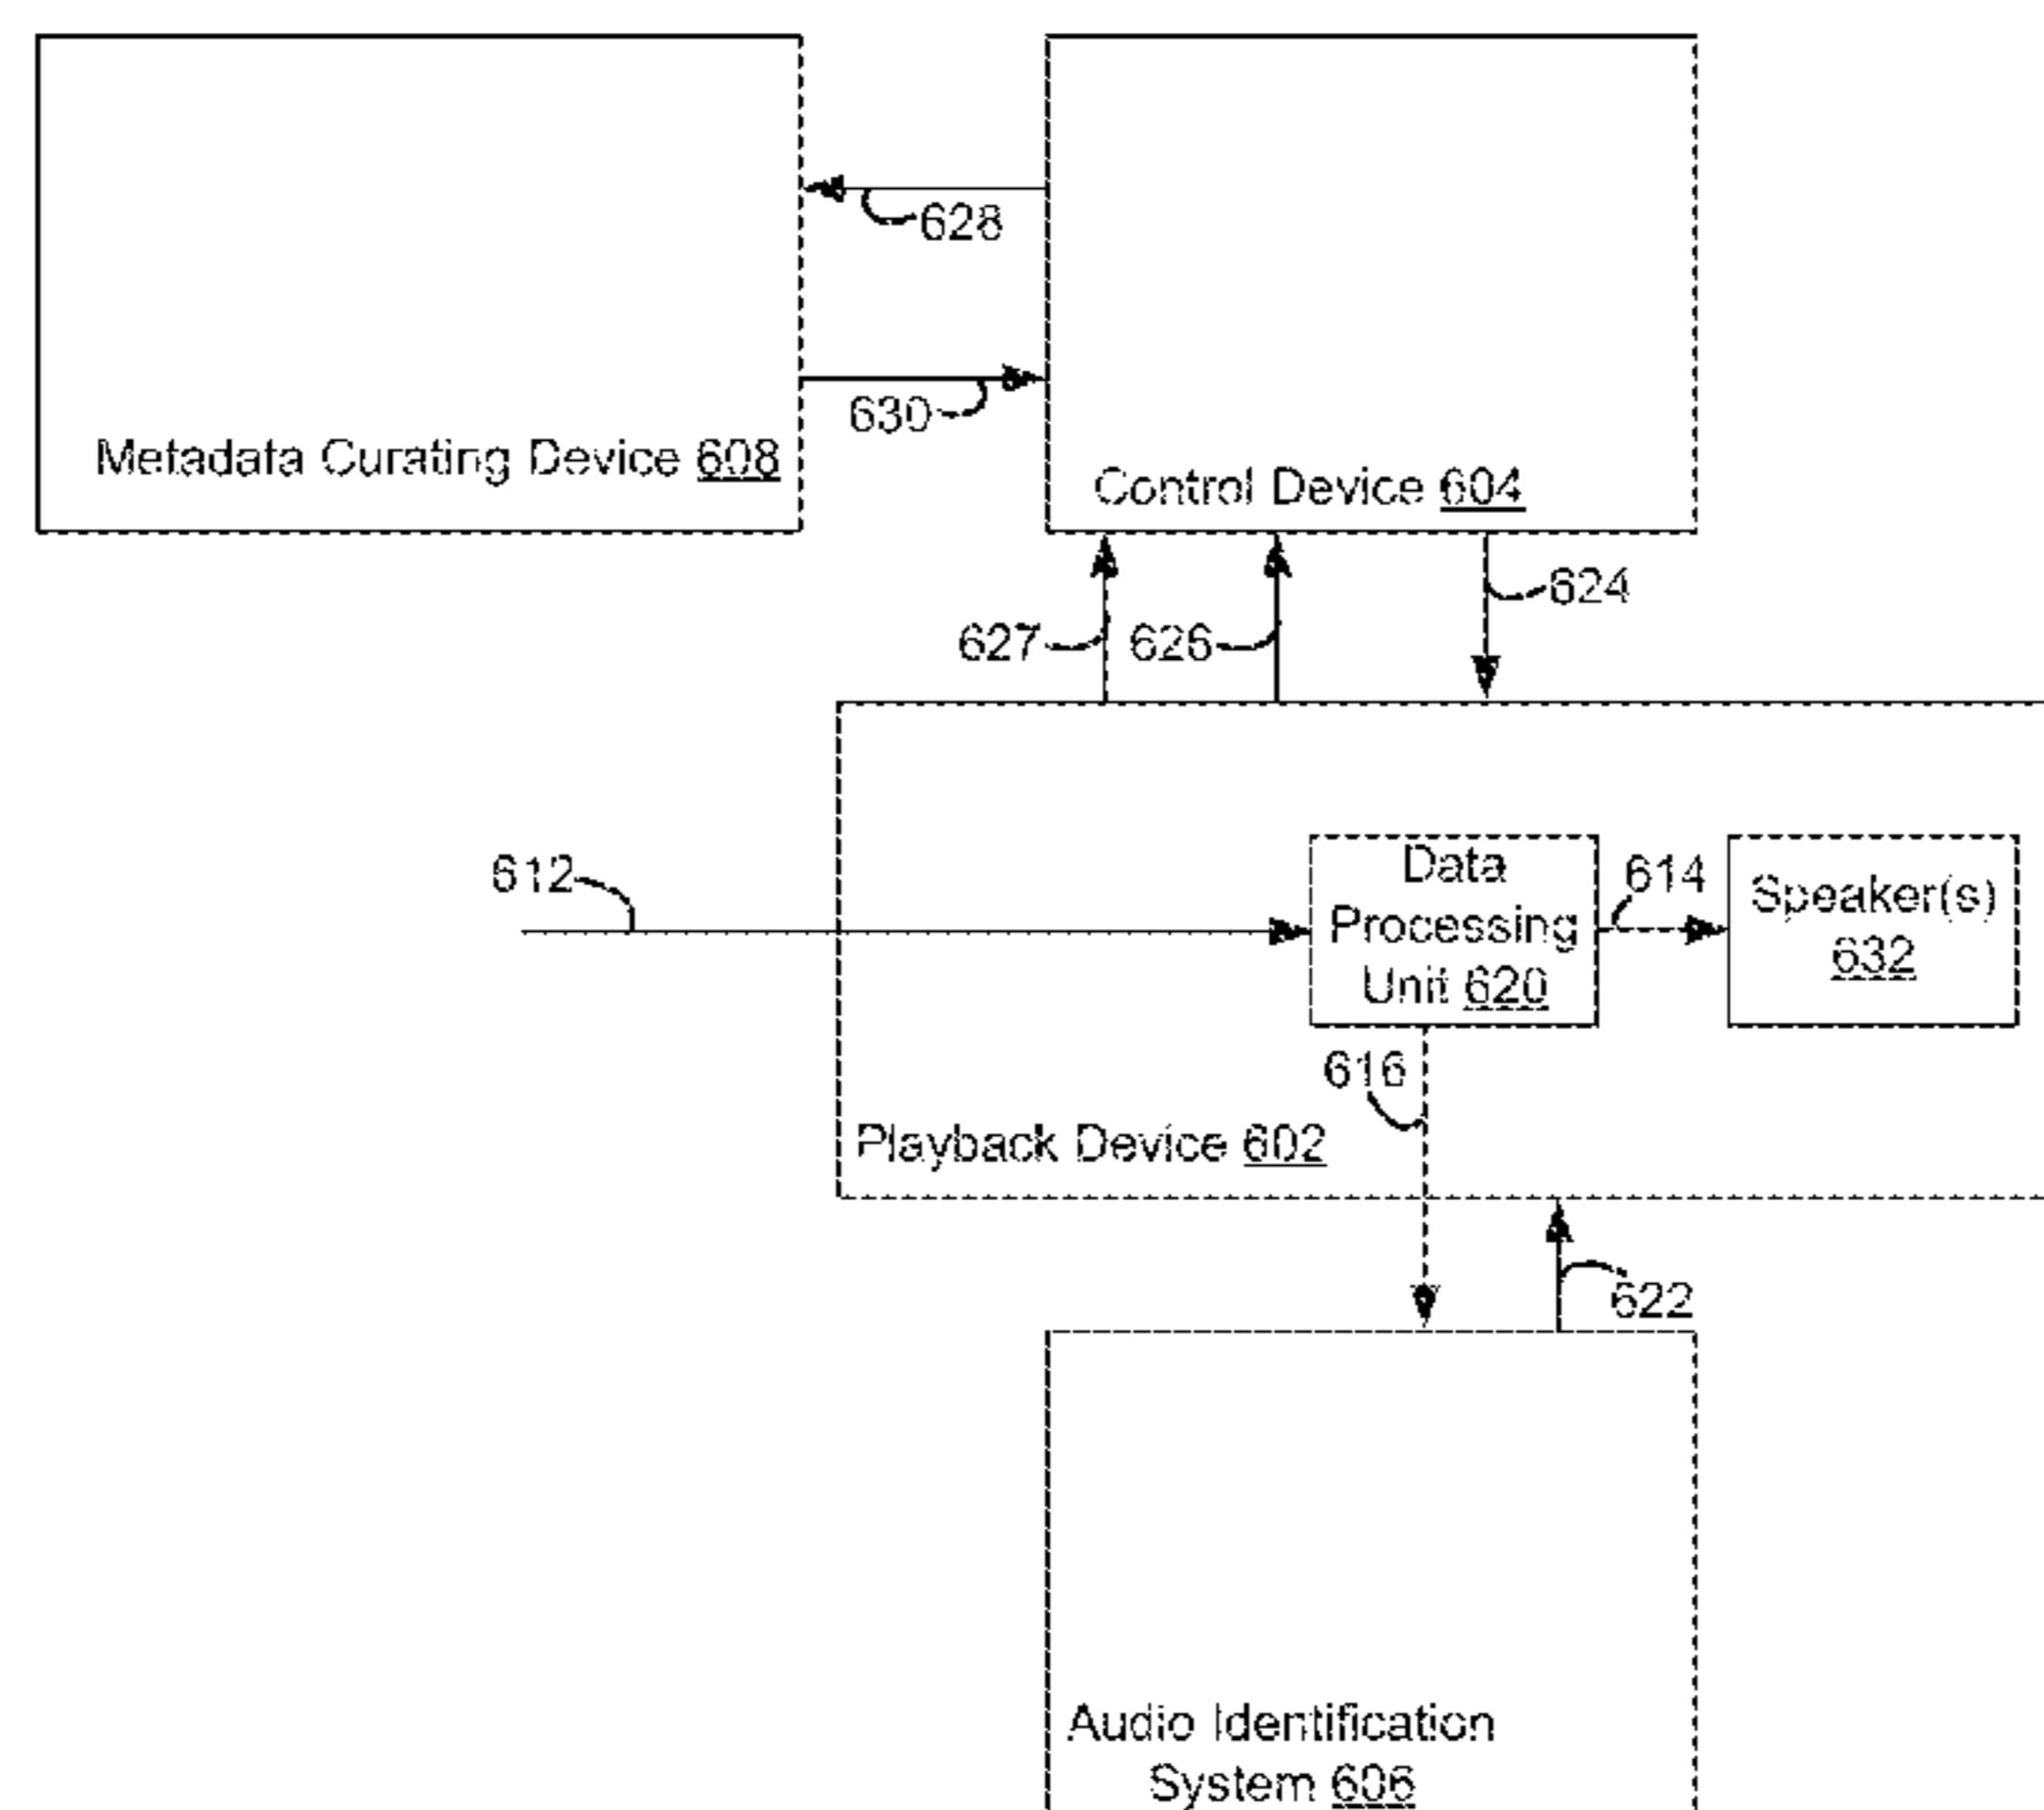 628
630
Metadata Curating Device 608
Control Device 604
624
627
626
612
Data
Processing
Unit 620
614
Speaker(s)
632
616
Playback Device 602
622
Audio Identification
System 606